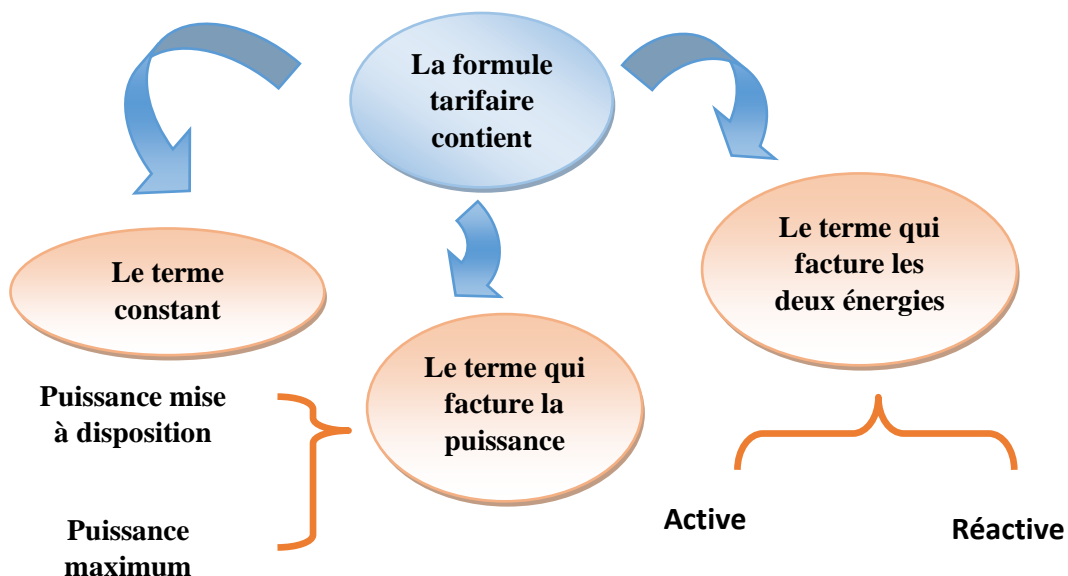 La formule
tarifaire
contient
Le terme
constant
Le terme qui
facture la
puissance
Le terme qui
facture les
deux énergies
Puissance mise
à disposition
Puissance
maximum
Active
Réactive